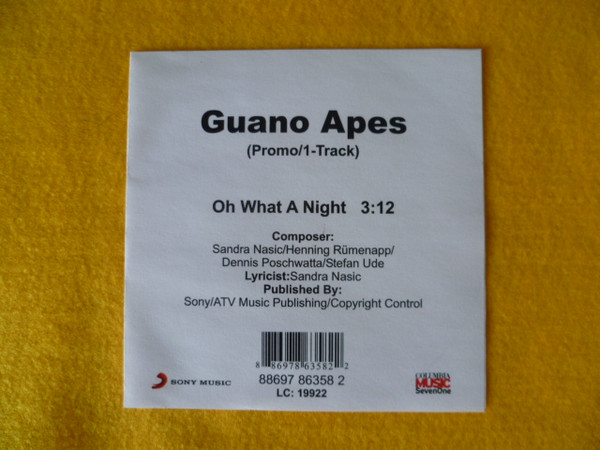 Guano Apes
(Promo/1-Track)
Oh What A Night 3:12
Composer:
Sandra Nasic/Henning Rümenapp/
Dennis Poschwatta/Stefan Ude
Lyricist:Sandra Nasic
Published By:
Sony/ATV Music Publishing/Copyright Control
8 86978 63582 2
SONY MUSIC
88697 86358 2
LC: 19922
COLUMBIA
MUSIC
SevenOne